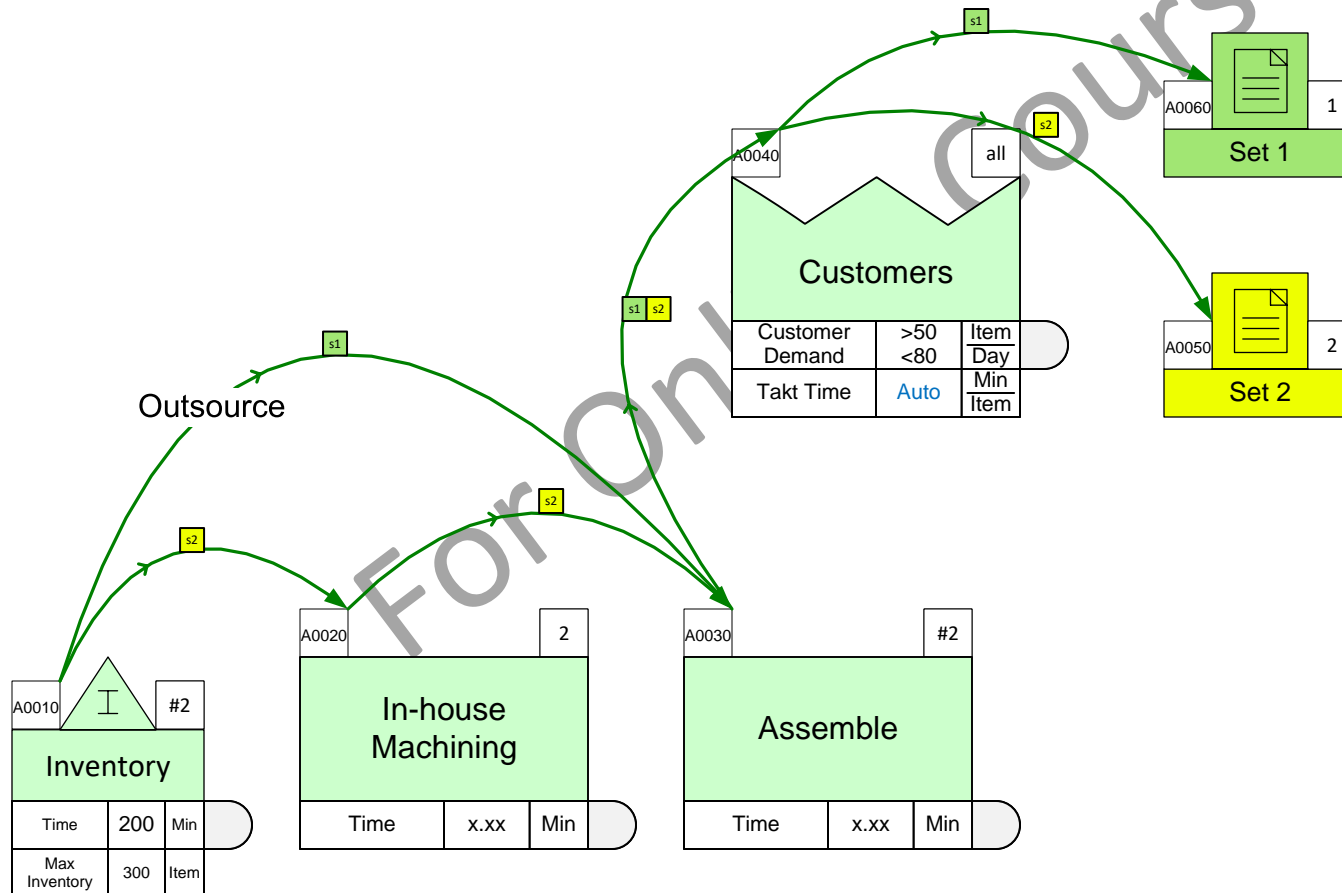 s1
A0060
1
Set 1
s2
A0040
all
Customers
Customer
Demand
>50
<80
Item
Day
Takt Time
Auto
Min
Item
A0050
2
Set 2
s1
s2
s1
Outsource
s2
s2
A0010
I
#2
Inventory
Time
200
Min
Max
Inventory
300
Item
A0020
2
In-house
Machining
Time
x.xx
Min
A0030
#2
Assemble
Time
x.xx
Min
For Onl
Cours